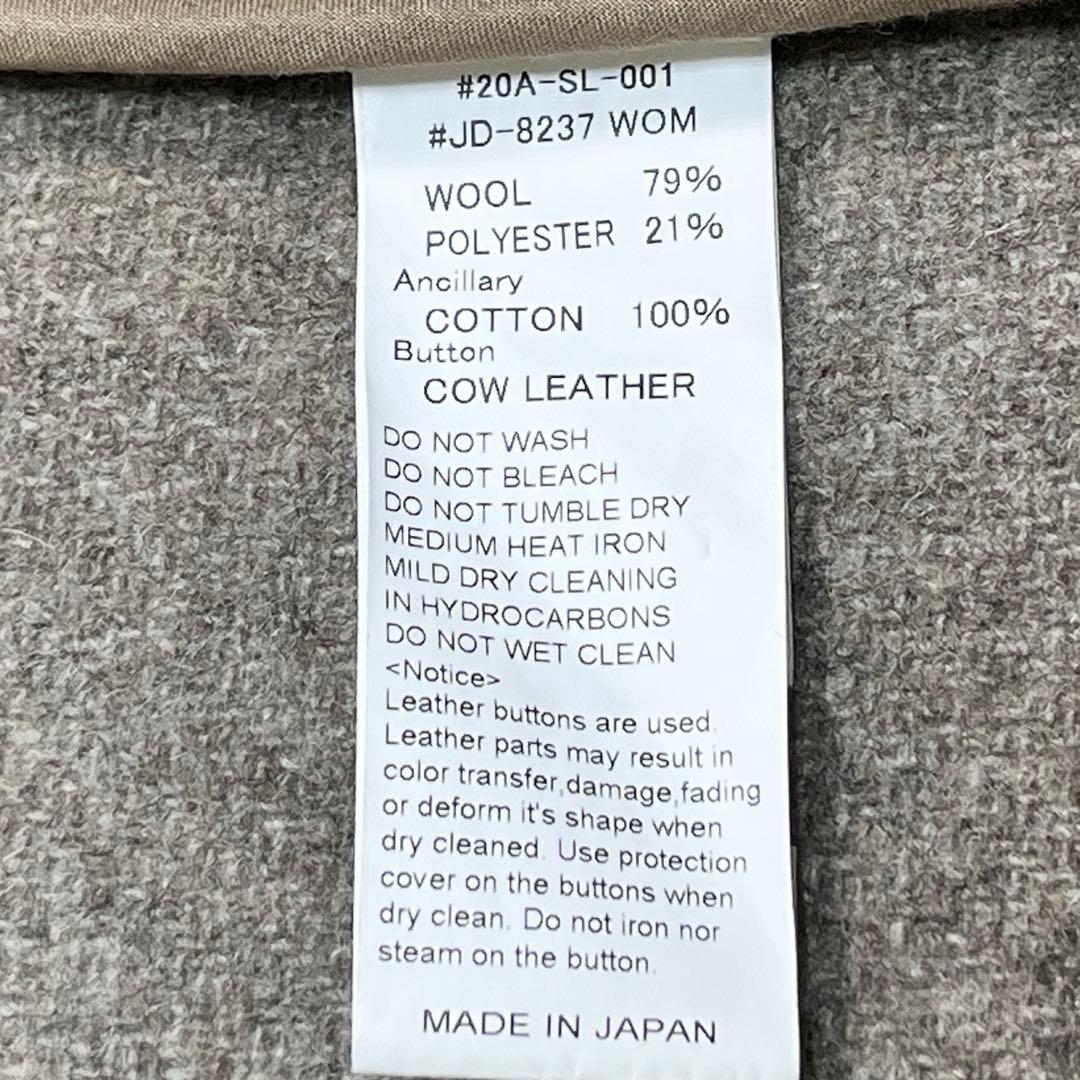 #20A-SL-001
#JD-8237 WOM
WOOL 79%
POLYESTER 21%
Ancillary
COTTON 100%
Button
COW LEATHER
DO NOT WASH
DO NOT BLEACH
DO NOT TUMBLE DRY
MEDIUM HEAT IRON
MILD DRY CLEANING
IN HYDROCARBONS
DO NOT WET CLEAN
<Notice>
Leather buttons are used.
Leather parts may result in
color transfer,damage,fading
or deform it's shape when
dry cleaned. Use protection
cover on the buttons when
dry clean. Do not iron nor
steam on the button.
MADE IN JAPAN